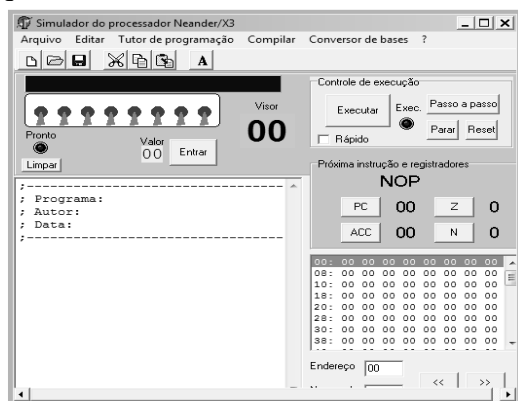 Simulador do processador Neander/X3
Arquivo Editar Tutor de programação Compilar Conversor de bases ?
A
Visor
00
Pronto
Valor
00
Entrar
Limpar
Controle de execução
Executar
Exec.
Passo a passo
Rápido
Parar
Reset
Próxima instrução e registradores
NOP
PC 00 Z 0
ACC 00 N 0
;----------------------------------
; Programa:
; Autor:
; Data:
;----------------------------------
00: 00 00 00 00 00 00 00 00
08: 00 00 00 00 00 00 00 00
10: 00 00 00 00 00 00 00 00
18: 00 00 00 00 00 00 00 00
20: 00 00 00 00 00 00 00 00
28: 00 00 00 00 00 00 00 00
30: 00 00 00 00 00 00 00 00
38: 00 00 00 00 00 00 00 00
Endereço 00
<< >>